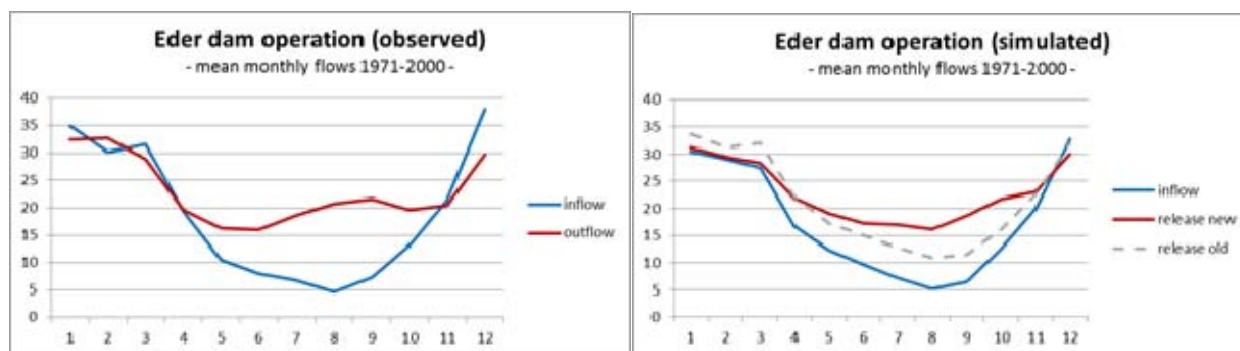 Eder dam operation (observed)
- mean monthly flows 1971-2000 -
40
35
30
25
20
15
10
5
0
1 2 3 4 5 6 7 8 9 10 11 12
inflow
outflow
Eder dam operation (simulated)
- mean monthly flows 1971-2000 -
40
35
30
25
20
15
10
5
0
1 2 3 4 5 6 7 8 9 10 11 12
inflow
release new
release old